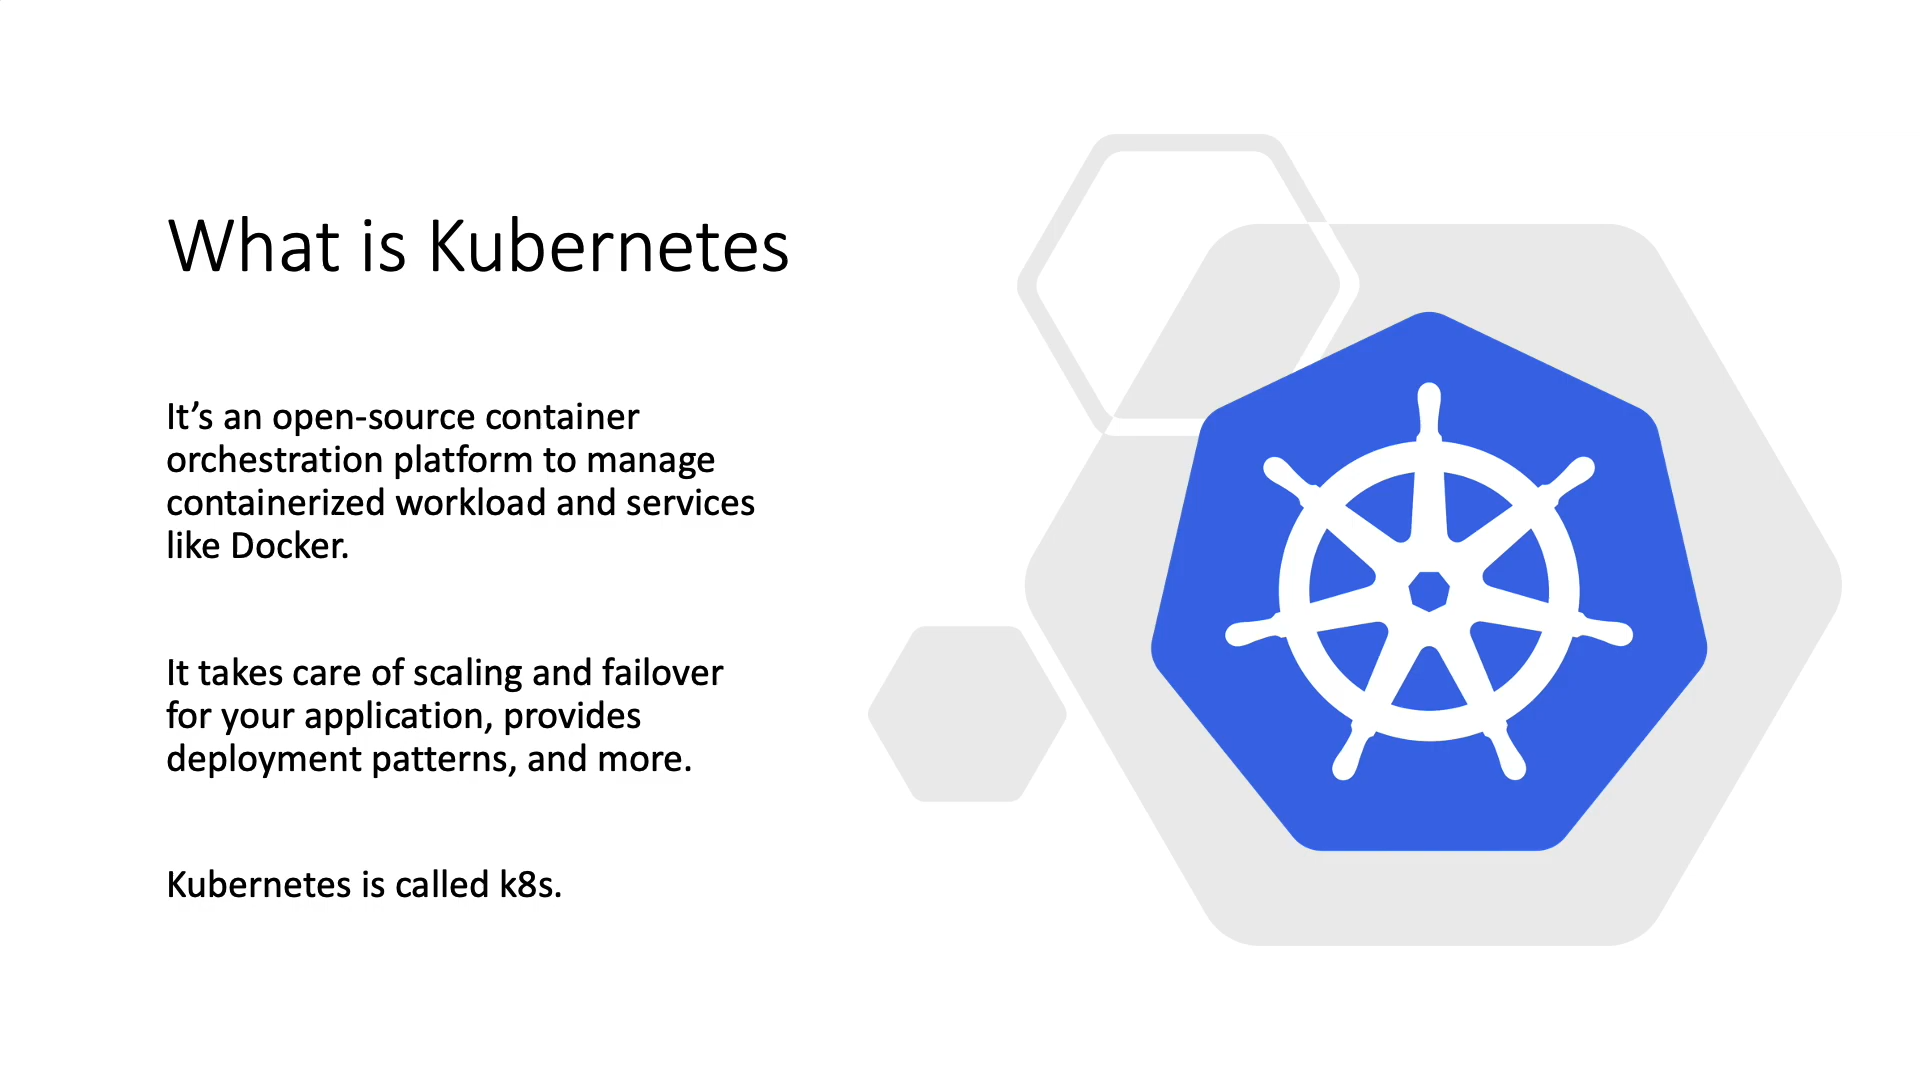 What is Kubernetes
It’s an open-source container
orchestration platform to manage
containerized workload and services
like Docker.
It takes care of scaling and failover
for your application, provides
deployment patterns, and more.
Kubernetes is called k8s.